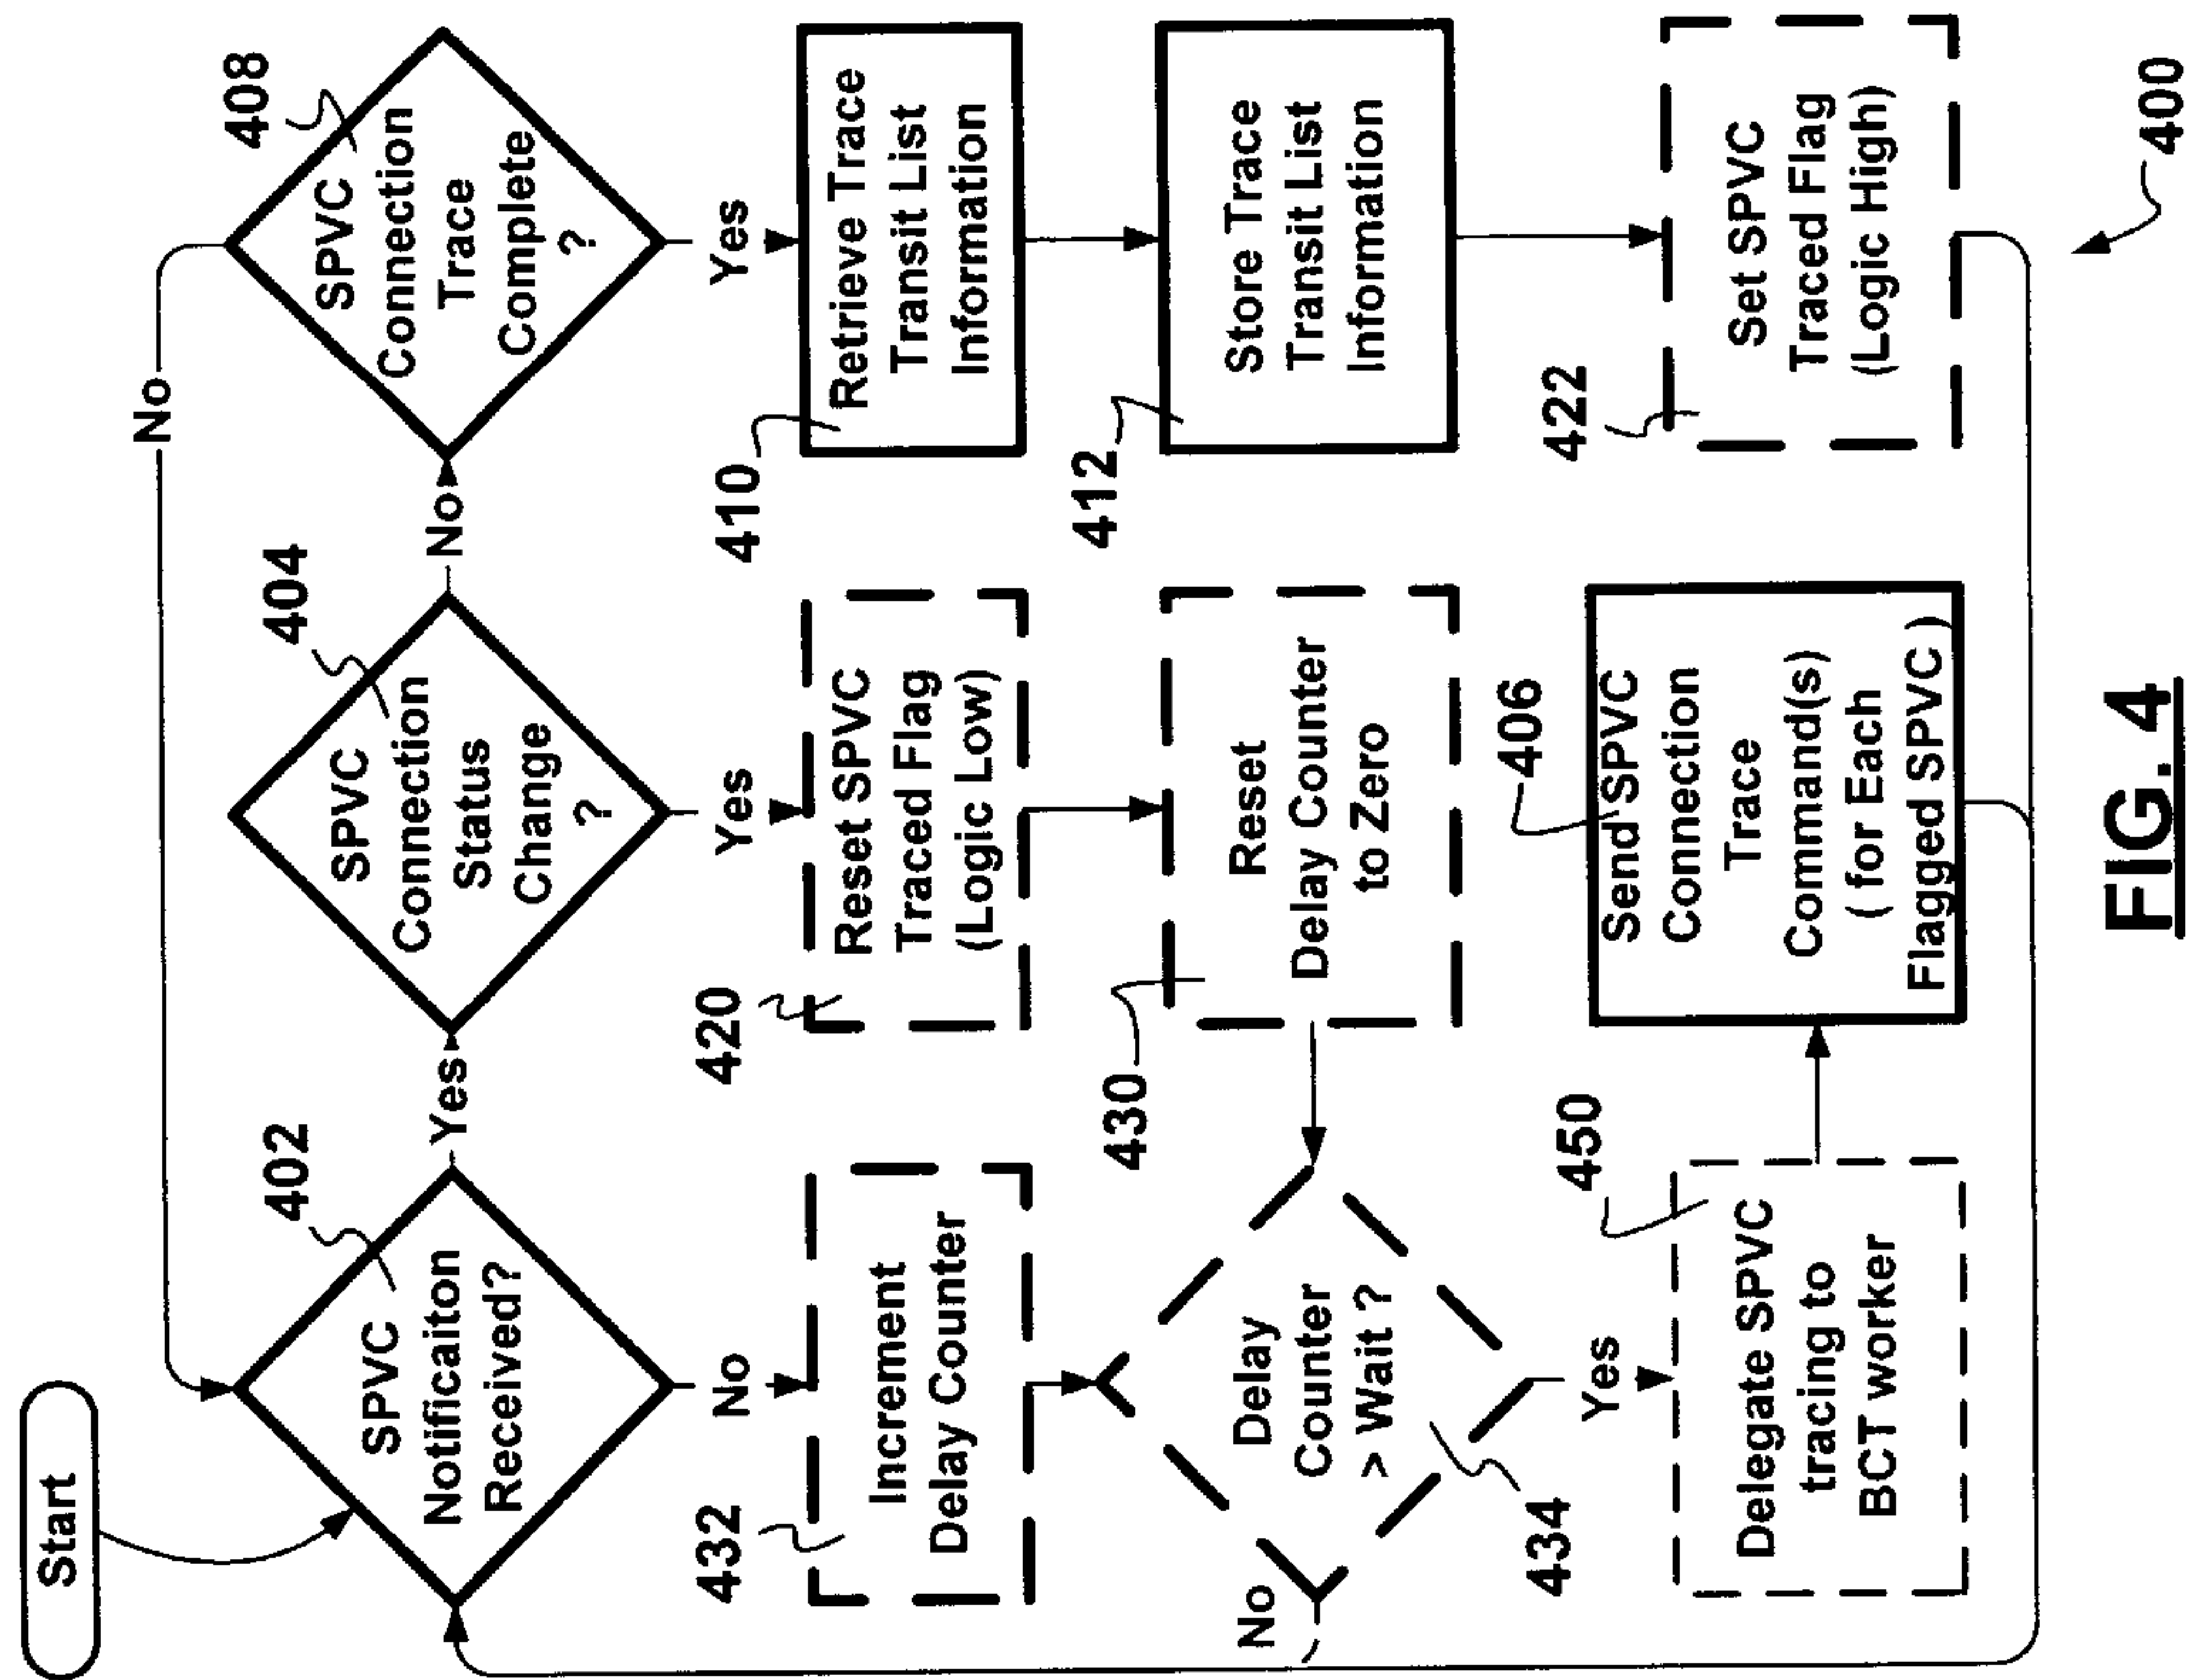 Start
402
SPVC
Notificaiton
Received?
Yes
404
SPVC
Connection
Status
Change
?
No
408
SPVC
Connection
Trace
Complete
?
No
No
432
Increment
Delay Counter
Yes
420
Reset SPVC
Traced Flag
(Logic Low)
Yes
410
Retrieve Trace
Transit List
Information
434
Delay
Counter
> Wait ?
No
Yes
430
Reset
Delay Counter
to Zero
412
Store Trace
Transit List
Information
450
Delegate SPVC
tracing to
BCT worker
406
Send SPVC
Connection
Trace
Command(s)
( for Each
Flagged SPVC )
422
Set SPVC
Traced Flag
(Logic High)
400
FIG. 4